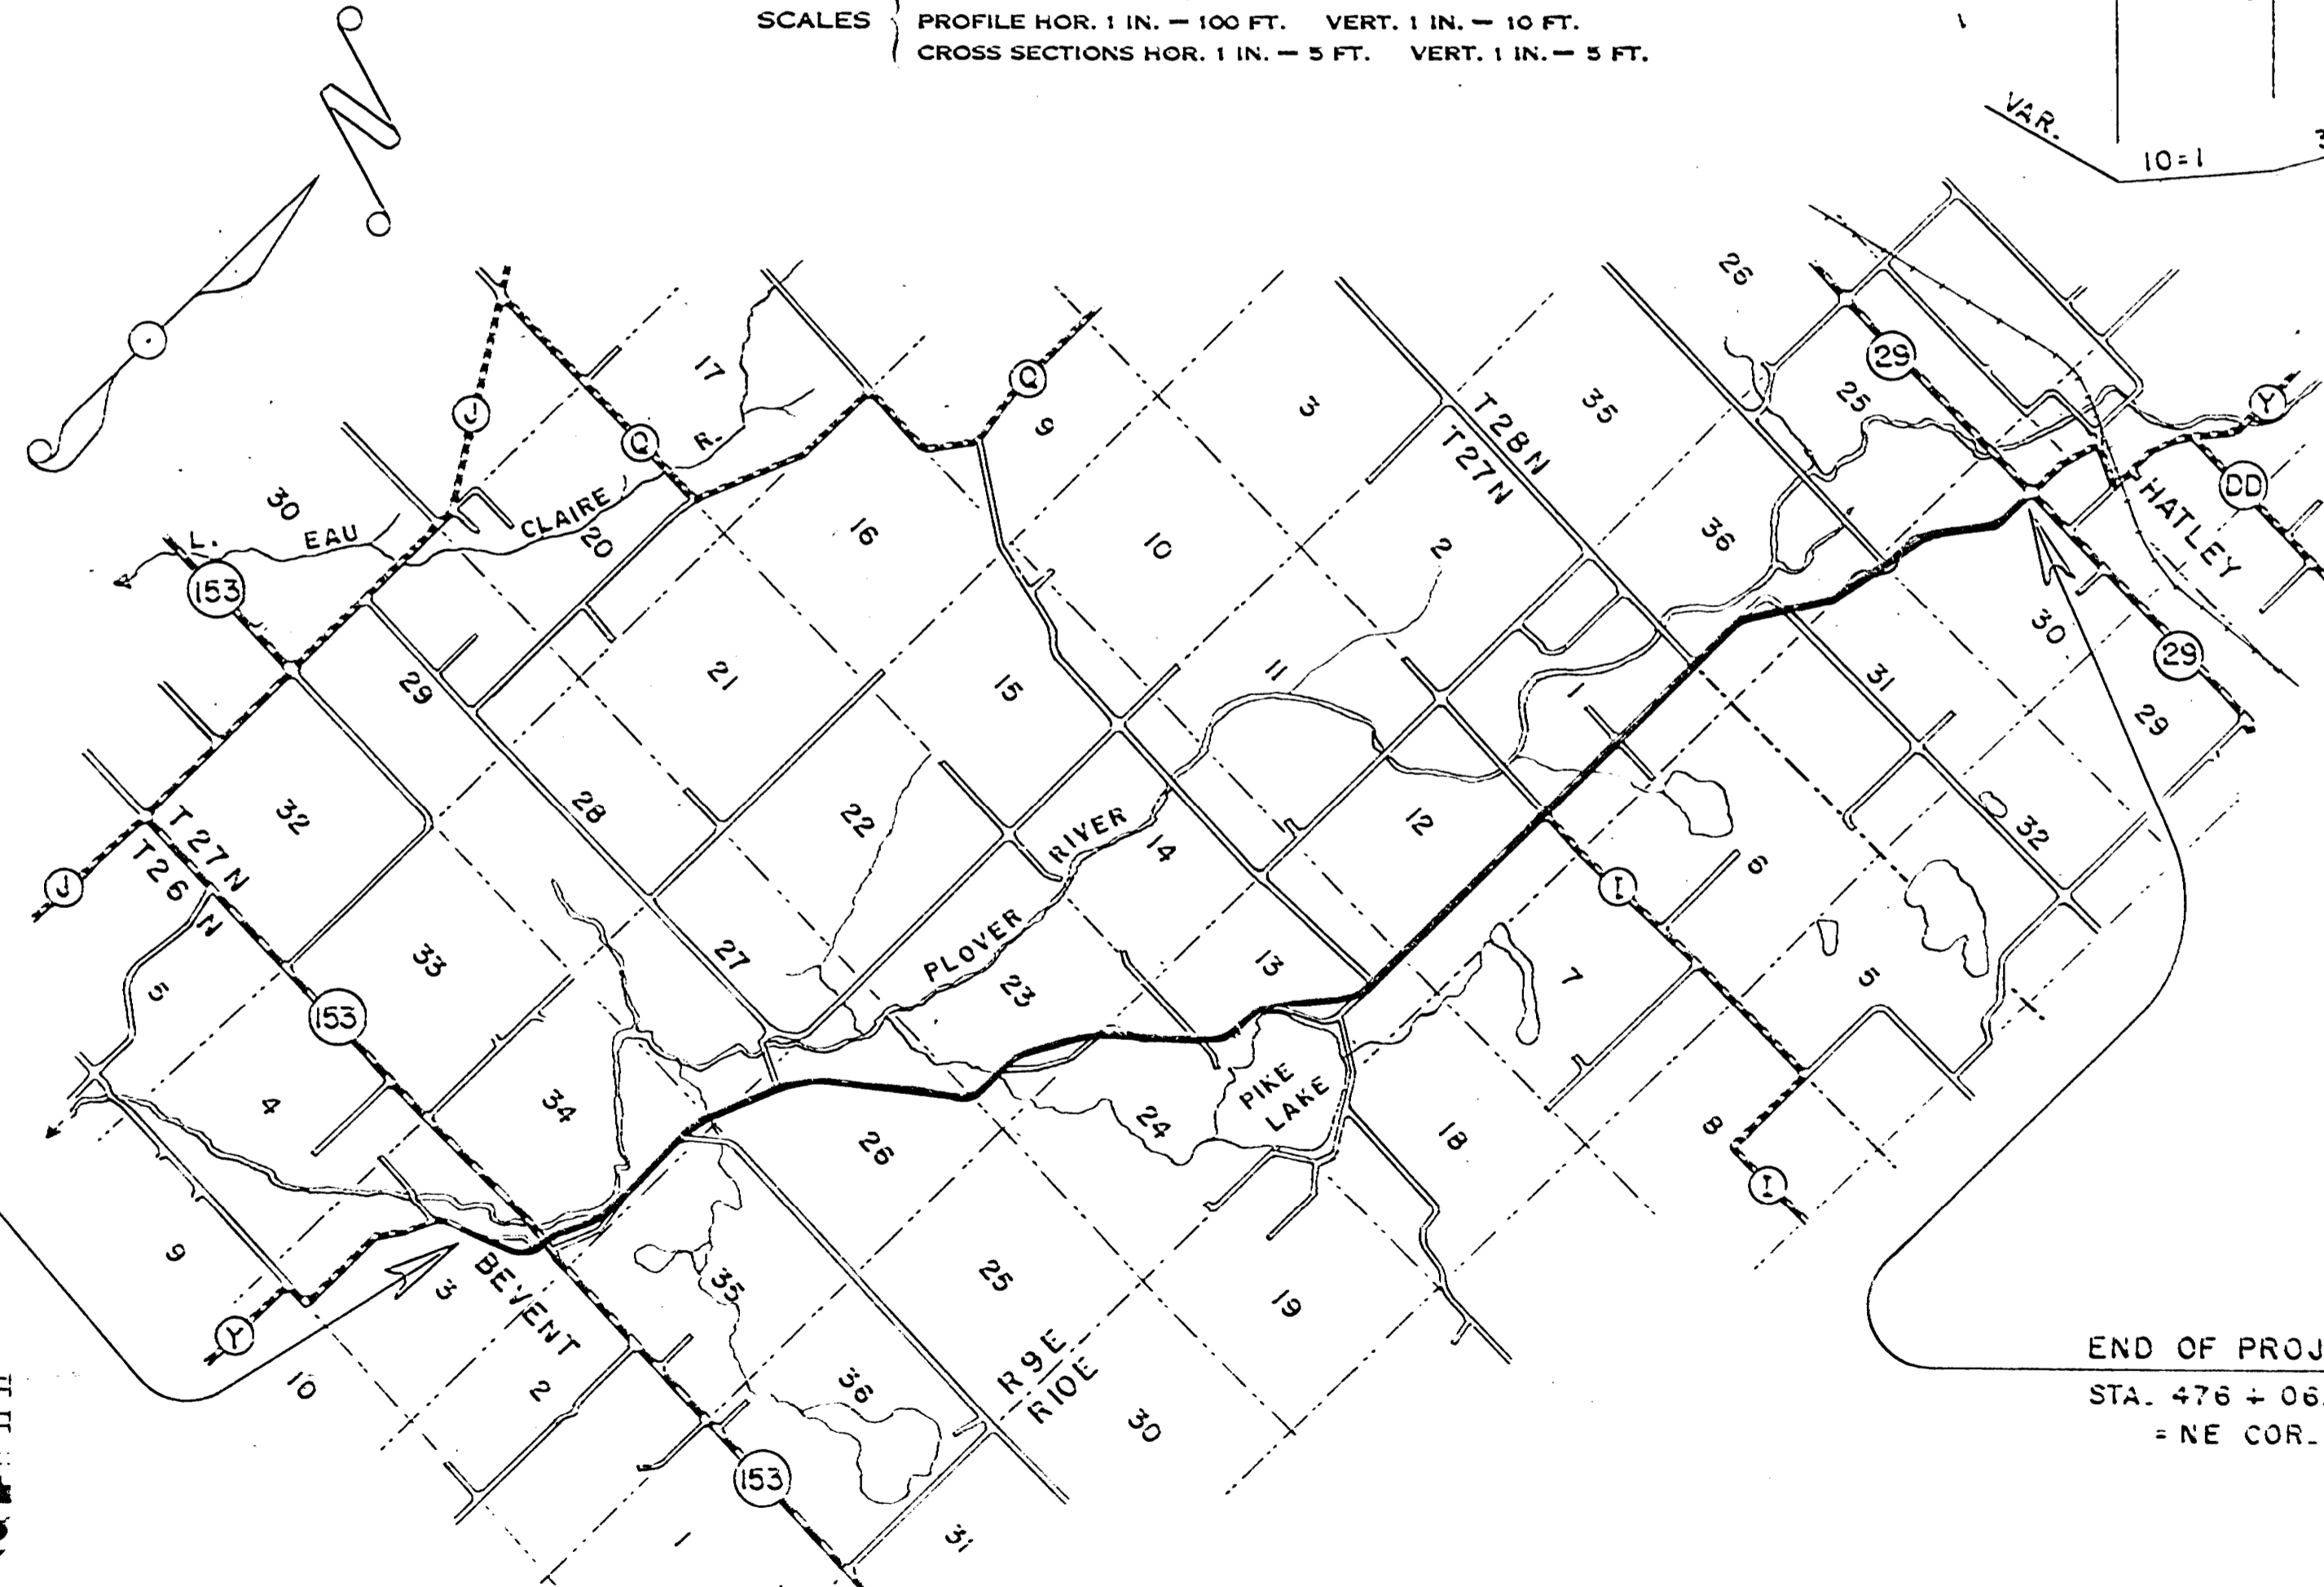 SCALES
PROFILE HOR. 1 IN. — 100 FT. VERT. 1 IN. — 10 FT.
CROSS SECTIONS HOR. 1 IN. — 5 FT. VERT. 1 IN. — 5 FT.
N
VAR.
10=1
26
29
25
Y
DD
HATLEY
17
J
Q
R.
Q
9
3
T28N
T27N
35
36
30
L.
EAU
CLAIRE
20
16
10
2
153
29
21
15
11
1
31
30
29
29
32
28
22
RIVER
14
12
6
32
T27N
T26N
J
I
5
33
153
27
PLOVER
23
13
7
5
4
34
26
24
PIKE
LAKE
18
8
I
9
3
BEVENT
35
25
19
Y
10
2
36
R9E
R10E
30
153
1
31
END OF PROJ
STA. 476 + 06
= NE COR.